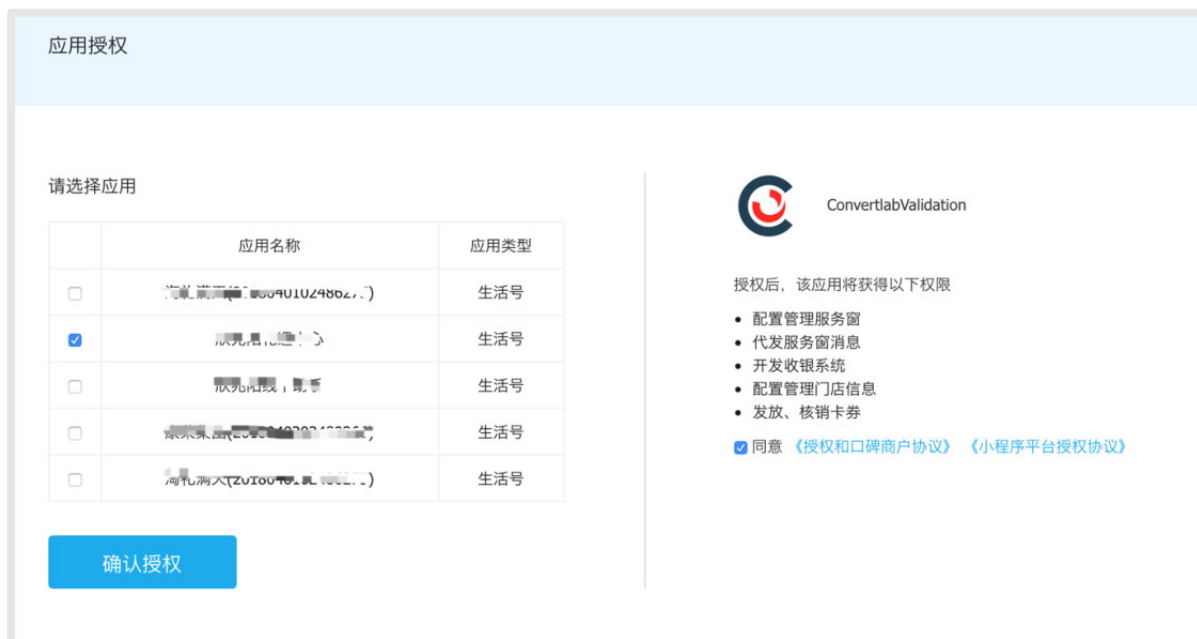 应用授权
请选择应用
应用名称 应用类型
生活号
生活号
生活号
生活号
生活号
确认授权
ConvertlabValidation
授权后，该应用将获得以下权限
配置管理服务窗
代发服务窗消息
开发收银系统
配置管理门店信息
发放、核销卡券
同意 《授权和口碑商户协议》 《小程序平台授权协议》